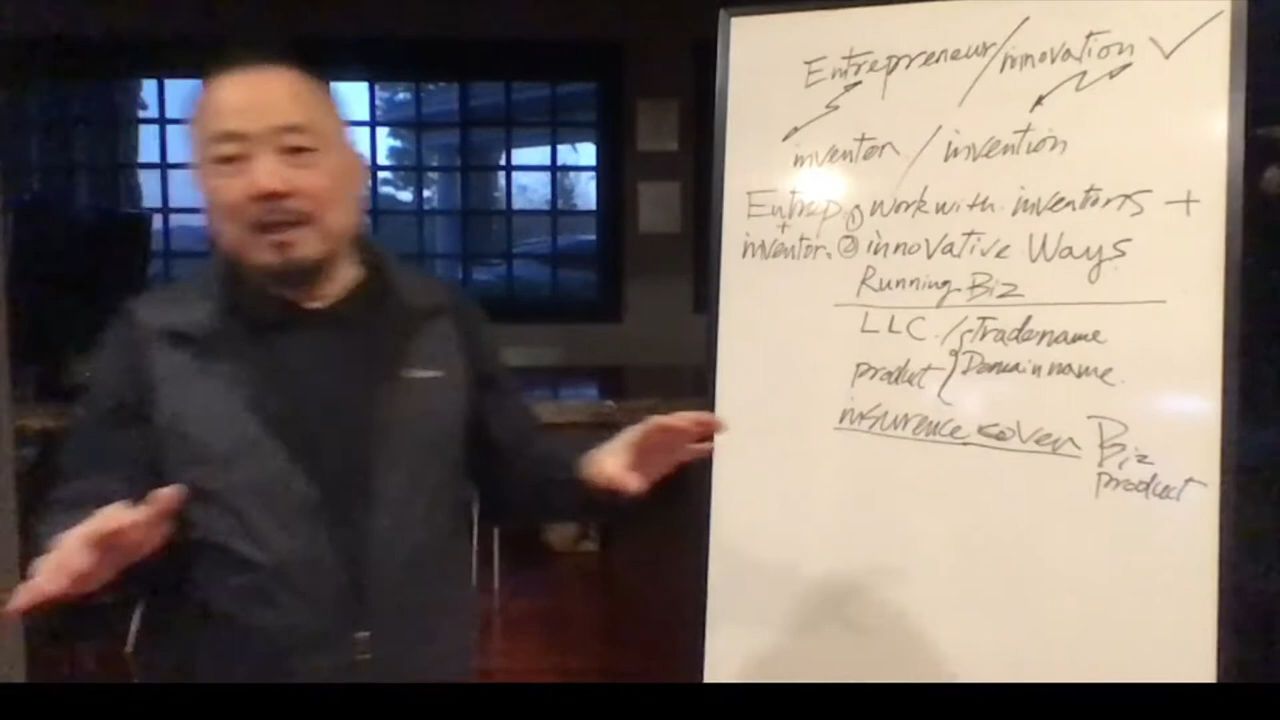 Entrepreneur/innovation ✓
inventor / invention
Entrep. ① work with inventors +
+
inventor. ② innovative Ways
Running Biz
LLC. / { Tradename
product } Domain name.
insurence cover Biz
product